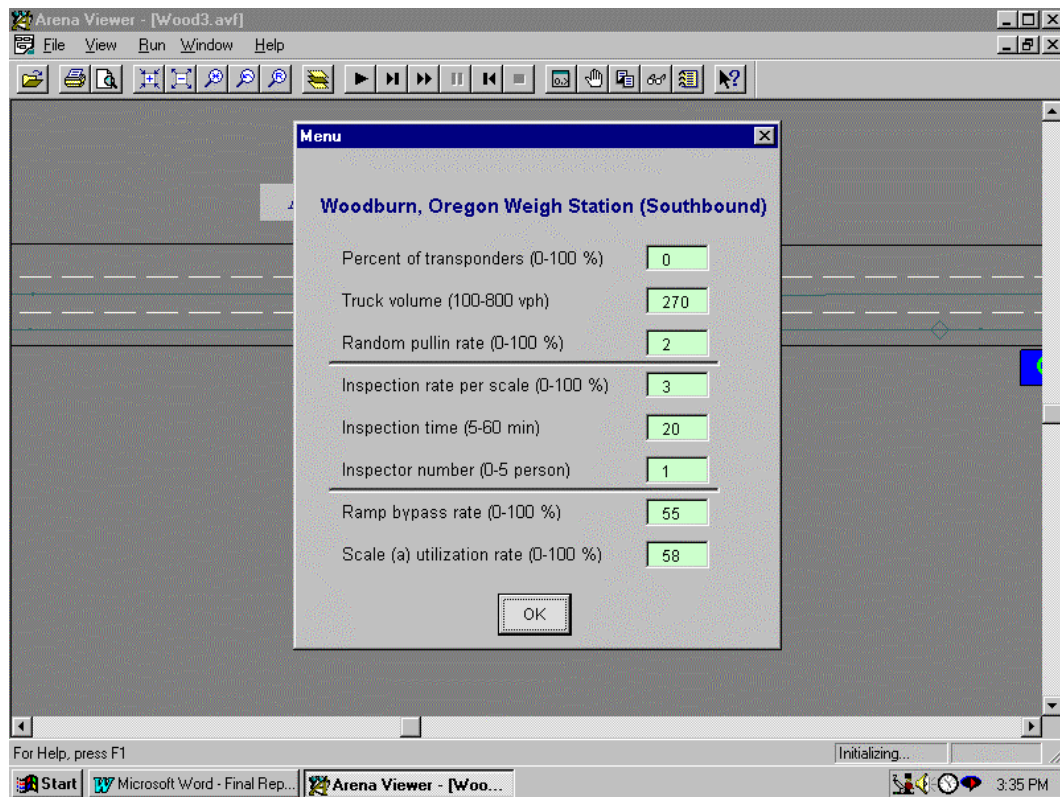 Arena Viewer - [Wood3.avf]
File View Run Window Help
Menu
Woodburn, Oregon Weigh Station (Southbound)
Percent of transponders (0-100 %) 0
Truck volume (100-800 vph) 270
Random pullin rate (0-100 %) 2
Inspection rate per scale (0-100 %) 3
Inspection time (5-60 min) 20
Inspector number (0-5 person) 1
Ramp bypass rate (0-100 %) 55
Scale (a) utilization rate (0-100 %) 58
OK
For Help, press F1 Initializing...
Start Microsoft Word - Final Rep... Arena Viewer - [Woo... 3:35 PM